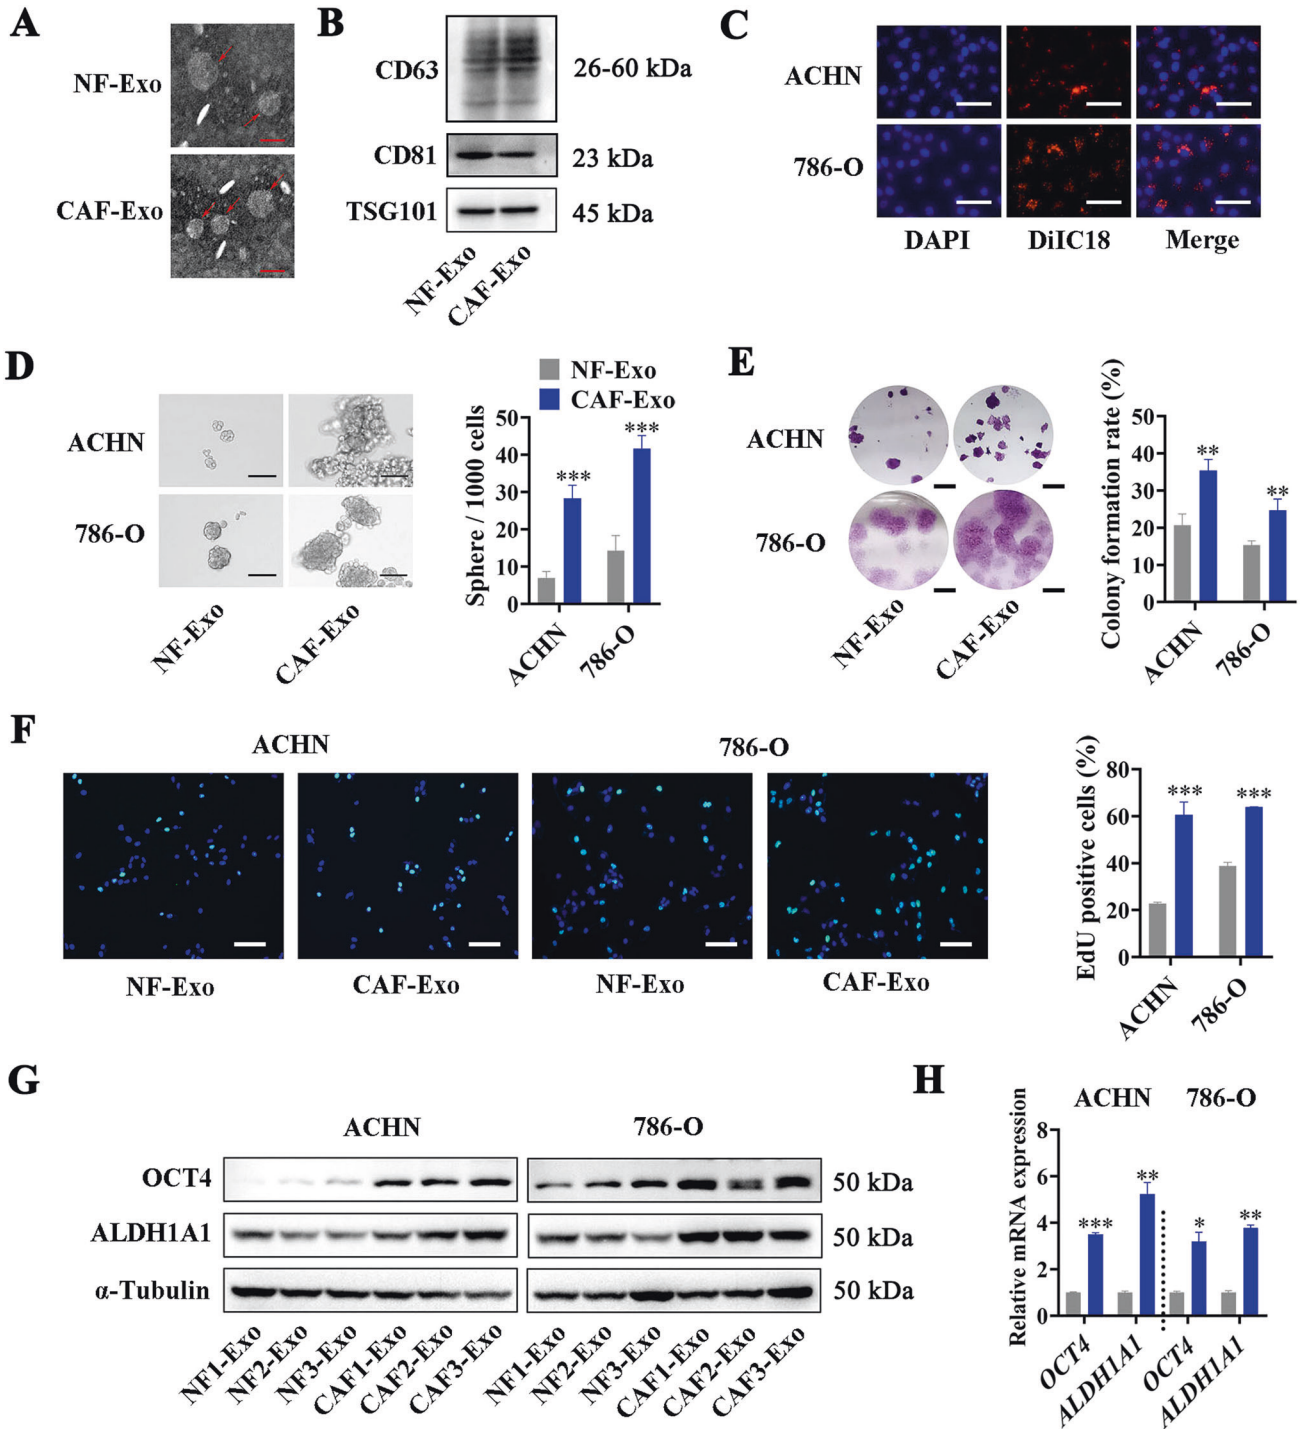 A
NF-Exo
CAF-Exo
B
CD63
26-60 kDa
CD81
23 kDa
TSG101
45 kDa
NF-Exo
CAF-Exo
C
ACHN
786-O
DAPI
DiIC18
Merge
D
ACHN
786-O
NF-Exo
CAF-Exo
NF-Exo
CAF-Exo
Sphere / 1000 cells
50
40
30
20
10
0
***
***
ACHN
786-O
E
ACHN
786-O
NF-Exo
CAF-Exo
Colony formation rate (%)
50
40
30
20
10
0
**
**
ACHN
786-O
F
ACHN
786-O
NF-Exo
CAF-Exo
NF-Exo
CAF-Exo
EdU positive cells (%)
80
60
40
20
0
***
***
ACHN
786-O
G
ACHN
786-O
OCT4
50 kDa
ALDH1A1
50 kDa
α-Tubulin
50 kDa
NF1-Exo
NF2-Exo
NF3-Exo
CAF1-Exo
CAF2-Exo
CAF3-Exo
NF1-Exo
NF2-Exo
NF3-Exo
CAF1-Exo
CAF2-Exo
CAF3-Exo
H
ACHN
786-O
Relative mRNA expression
8
6
4
2
0
***
**
*
**
OCT4
ALDH1A1
OCT4
ALDH1A1